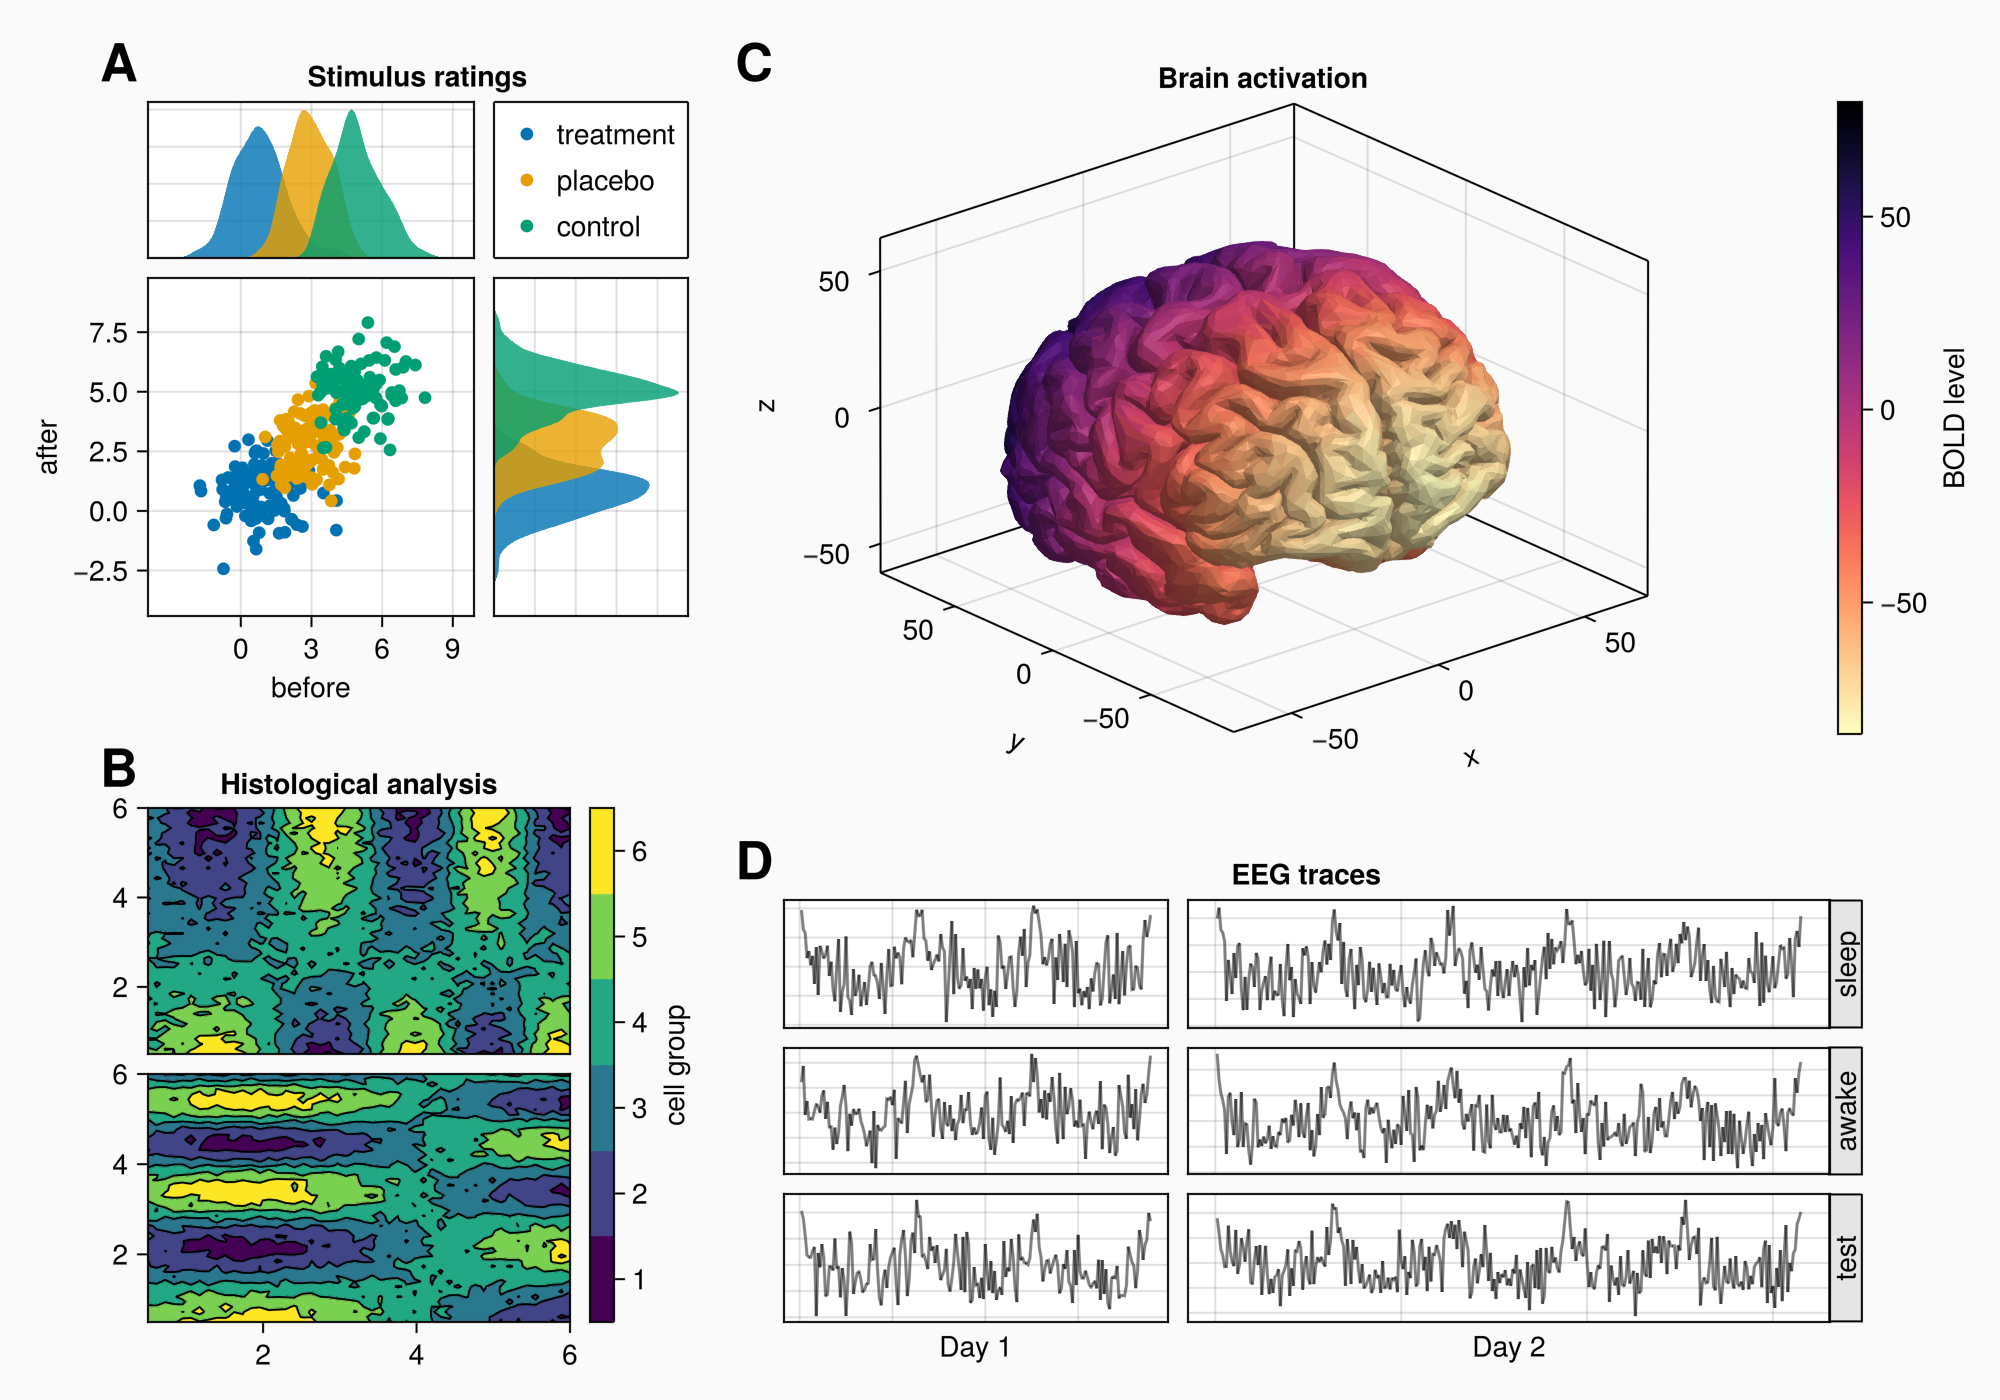 A
Stimulus ratings
treatment
placebo
control
7.5
5.0
2.5
0.0
−2.5
after
0
3
6
9
before
B
Histological analysis
6
4
2
6
4
2
2
4
6
6
5
4
3
2
1
cell group
C
Brain activation
50
0
−50
z
50
0
−50
y
−50
0
50
x
50
0
−50
BOLD level
D
EEG traces
sleep
awake
test
Day 1
Day 2